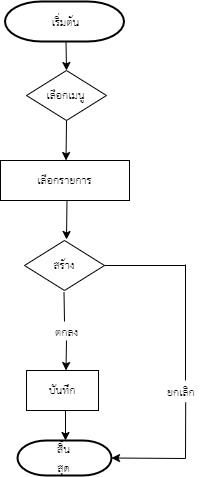 เริ่มต้น
เลือกเมนู
เลือกรายการ
สร้าง
ตกลง
ยกเลิก
บันทึก
สิ้น
สุด